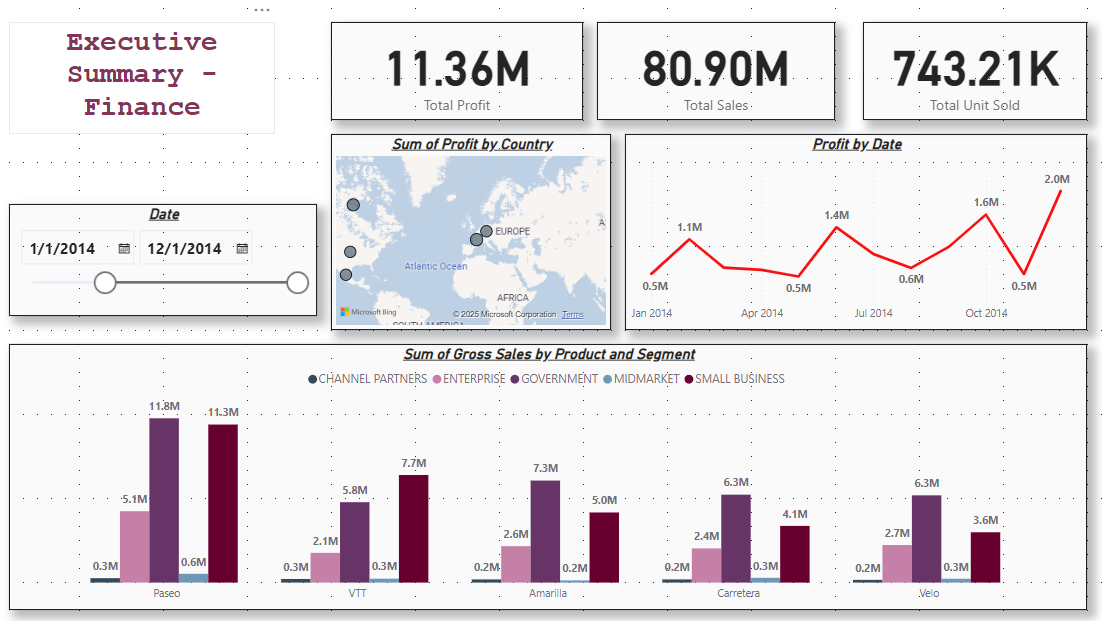 ...
Executive
Summary -
Finance
11.36M
Total Profit
80.90M
Total Sales
743.21K
Total Unit Sold
Date
1/1/2014
12/1/2014
Sum of Profit by Country
EUROPE
A
Atlantic Ocean
AFRICA
SOUTH AMERICA
Microsoft Bing
© 2025 Microsoft Corporation Terms
Profit by Date
0.5M
1.1M
0.5M
1.4M
0.6M
1.6M
0.5M
2.0M
Jan 2014
Apr 2014
Jul 2014
Oct 2014
Sum of Gross Sales by Product and Segment
CHANNEL PARTNERS ENTERPRISE GOVERNMENT MIDMARKET SMALL BUSINESS
0.3M 5.1M 11.8M 0.6M 11.3M
0.3M 2.1M 5.8M 0.3M 7.7M
0.2M 2.6M 7.3M 0.2M 5.0M
0.2M 2.4M 6.3M 0.3M 4.1M
0.2M 2.7M 6.3M 0.3M 3.6M
Paseo
VTT
Amarilla
Carretera
Velo